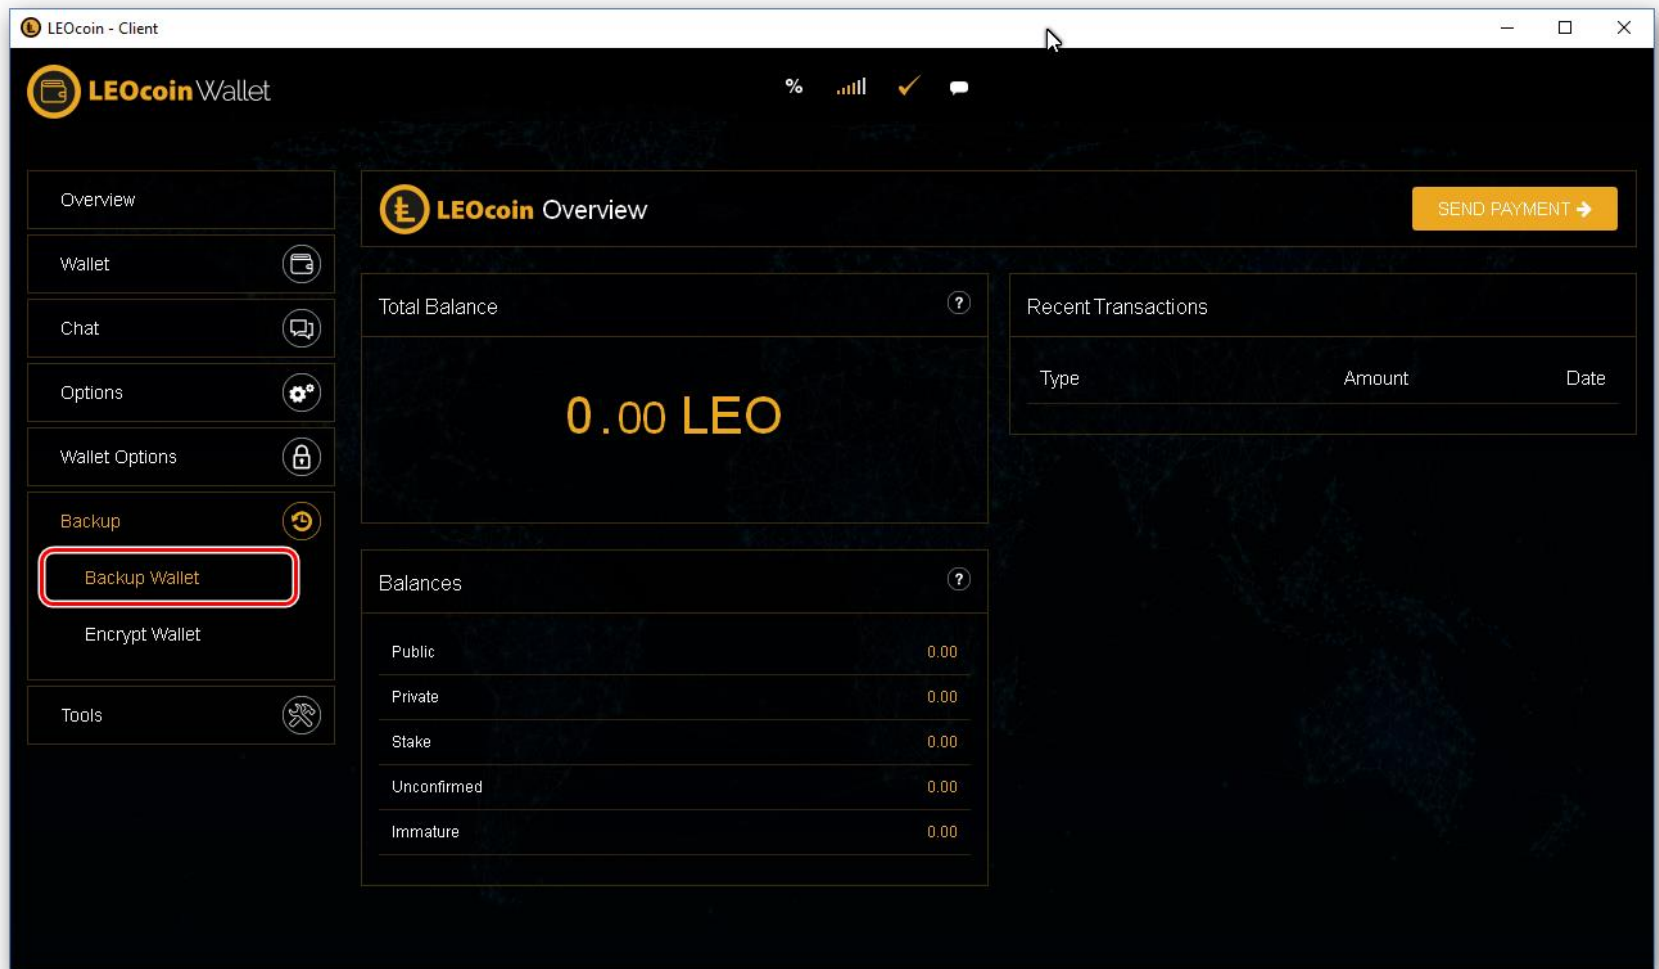 LEOcoin - Client
LEOcoin Wallet
%
Overview
Wallet
Chat
Options
Wallet Options
Backup
Backup Wallet
Encrypt Wallet
Tools
LEOcoin Overview
SEND PAYMENT
Total Balance ?
0.00 LEO
Balances ?
Public 0.00
Private 0.00
Stake 0.00
Unconfirmed 0.00
Immature 0.00
Recent Transactions
Type Amount Date